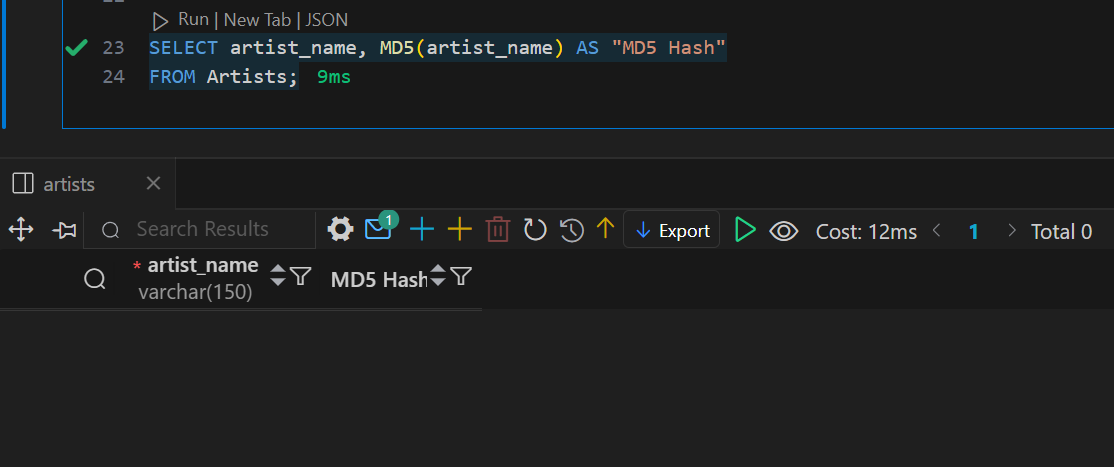 Run | New Tab | JSON
23 SELECT artist_name, MD5(artist_name) AS "MD5 Hash"
24 FROM Artists; 9ms
artists
Search Results 1 Export Cost: 12ms 1 Total 0
* artist_name MD5 Hash
varchar(150)